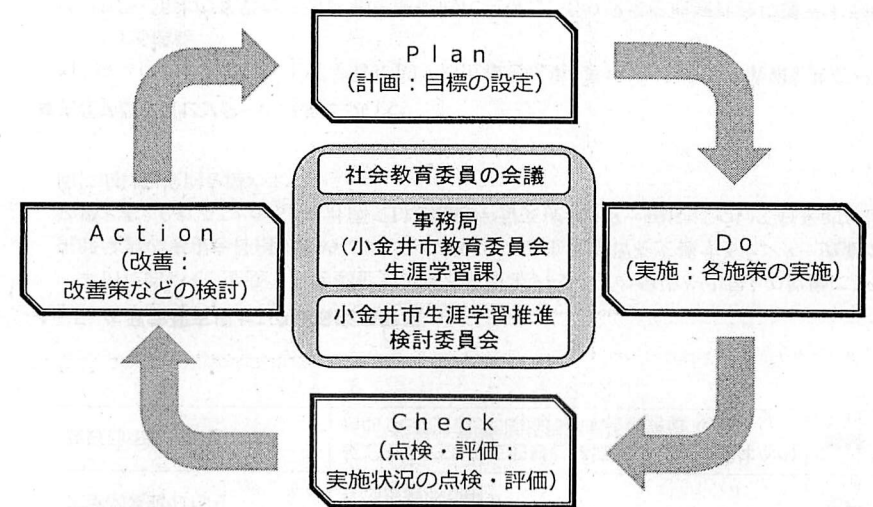 Plan
(計画：目標の設定)
社会教育委員の会議
事務局
(小金井市教育委員会
生涯学習課)
小金井市生涯学習推進
検討委員会
Action
(改善：
改善策などの検討)
Do
(実施：各施策の実施)
Check
(点検・評価：
実施状況の点検・評価)